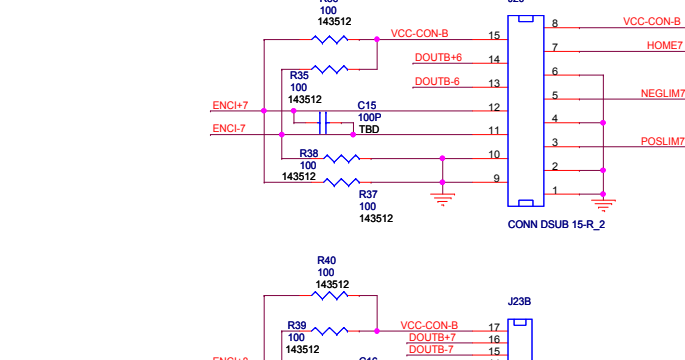 100
143512
VCC-CON-B
15
8
VCC-CON-B
7
HOME7
DOUTB+6
14
R35
100
143512
DOUTB-6
13
6
5
NEGLIM7
ENCI+7
C15
100P
TBD
12
4
ENCI-7
11
3
POSLIM7
R38
100
143512
10
2
9
1
R37
100
143512
CONN DSUB 15-R_2
R40
100
143512
J23B
R39
100
143512
VCC-CON-B
17
DOUTB+7
16
DOUTB-7
15